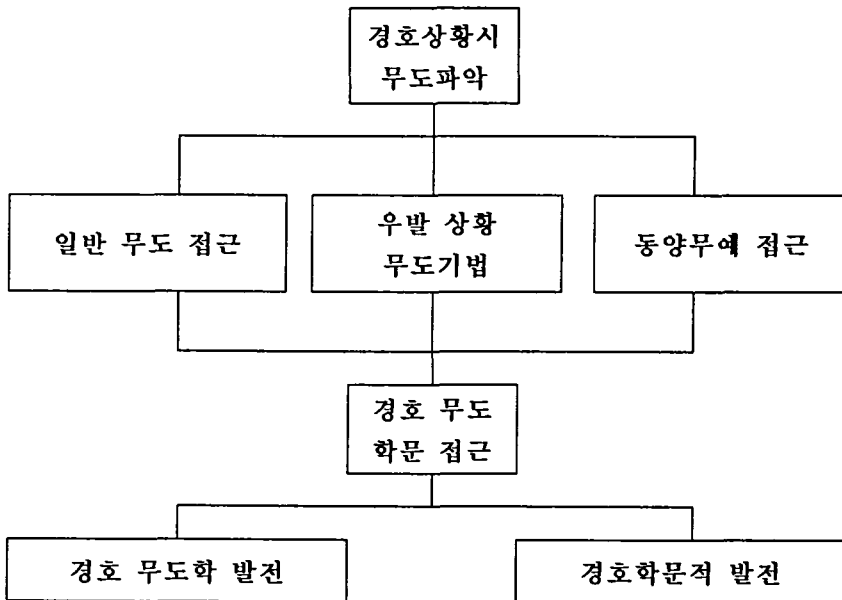 경호상황시
무도파악
일반 무도 접근
우발 상황
무도기법
동양무예 접근
경호 무도
학문 접근
경호 무도학 발전
경호학문적 발전